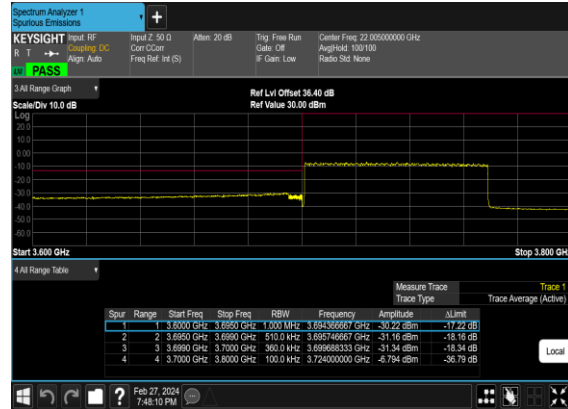 Spectrum Analyzer 1
Spurious Emissions
KEYSIGHT Input: RF
R T Coupling: DC
Align: Auto
LV PASS
Input Z: 50 Ω
Corr CCorr
Freq Ref: Int (S)
Atten: 20 dB
Trig: Free Run
Gate: Off
IF Gain: Low
Center Freq: 22.005000000 GHz
Avg|Hold: 100/100
Radio Std: None
3 All Range Graph
Ref Lvl Offset 36.40 dB
Scale/Div 10.0 dB Ref Value 30.00 dBm
Log
20.0
10.0
0.00
-10.0
-20.0
-30.0
-40.0
-50.0
-60.0
Start 3.600 GHz Stop 3.800 GHz
4 All Range Table
Measure Trace Trace 1
Trace Type Trace Average (Active)
Spur Range Start Freq Stop Freq RBW Frequency Amplitude ΔLimit
1 1 3.6000 GHz 3.6950 GHz 1.000 MHz 3.694366667 GHz -30.22 dBm -17.22 dB
2 2 3.6950 GHz 3.6990 GHz 510.0 kHz 3.695746667 GHz -31.16 dBm -18.16 dB
3 3 3.6990 GHz 3.7000 GHz 360.0 kHz 3.699688333 GHz -31.34 dBm -18.34 dB
4 4 3.7000 GHz 3.8000 GHz 100.0 kHz 3.724000000 GHz -6.794 dBm -36.79 dB
Local
Feb 27, 2024
7:48:10 PM